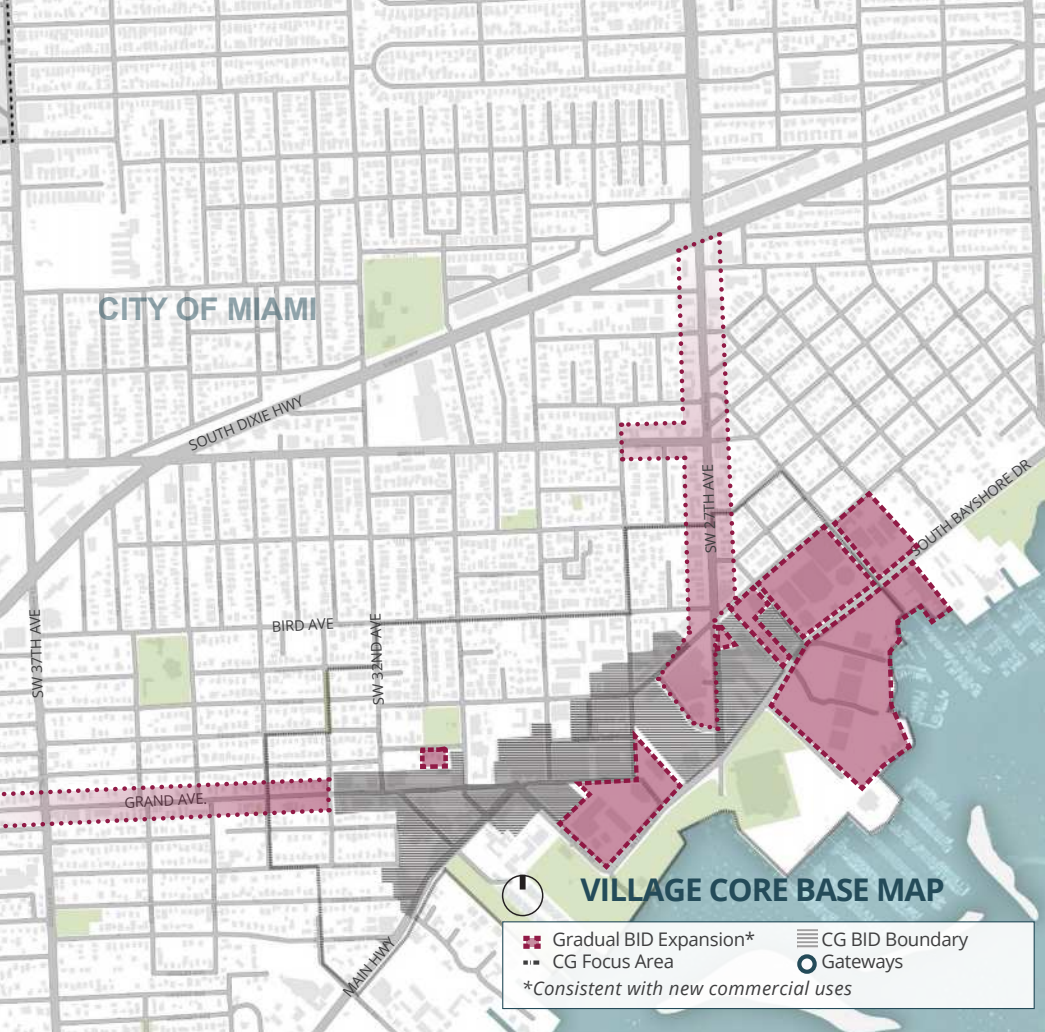 CITY OF MIAMI
SOUTH DIXIE HWY
SOUTH BAYSHORE DR
SW 27TH AVE
SW 37TH AVE
BIRD AVE
SW 32ND AVE
GRAND AVE.
MAIN HWY
VILLAGE CORE BASE MAP
Gradual BID Expansion*
CG BID Boundary
CG Focus Area
Gateways
*Consistent with new commercial uses